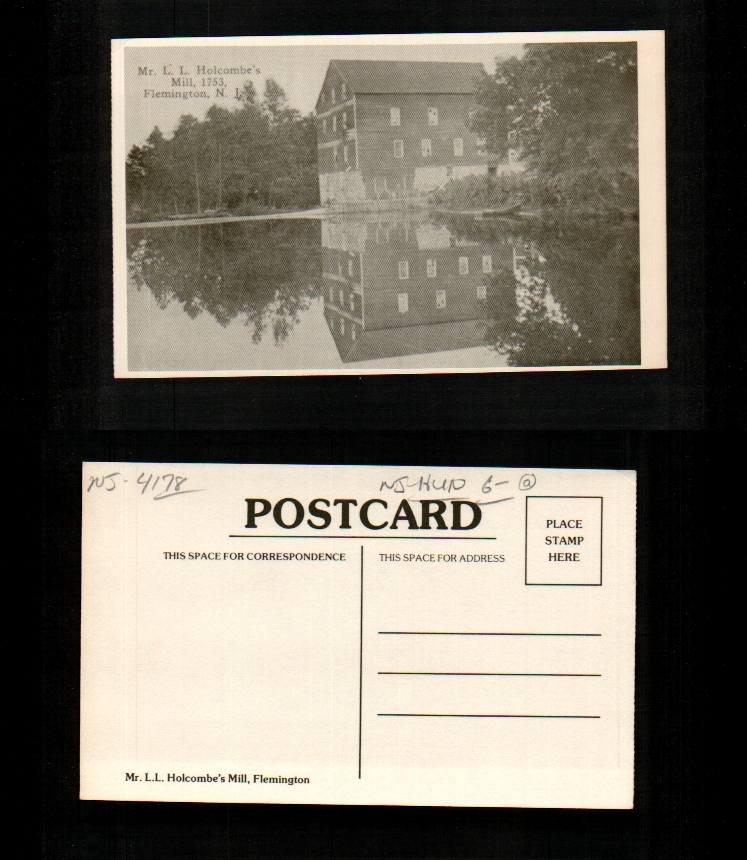 Mr. L. L. Holcombe's
Mill, 1753,
Flemington, N. J.
NJ- 4178
NJ-HUN 6-
POSTCARD
PLACE
STAMP
HERE
THIS SPACE FOR CORRESPONDENCE
THIS SPACE FOR ADDRESS
Mr. L.L. Holcombe's Mill, Flemington